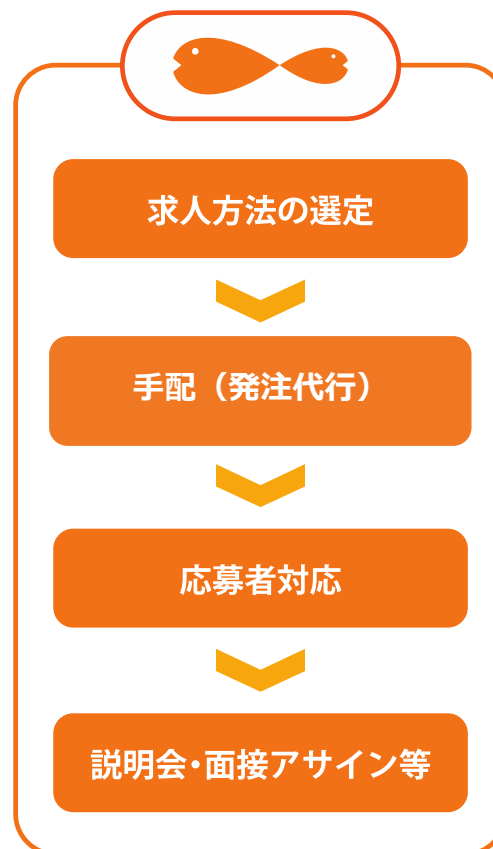 求人方法の選定
手配（発注代行）
応募者対応
説明会・面接アサイン等